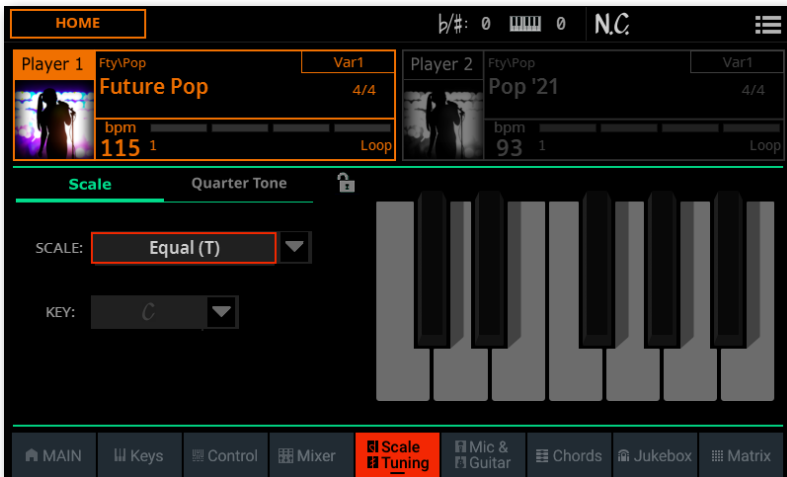 HOME
♭/#: 0 0 N.C.
Player 1 Fty\Pop Var1
Future Pop 4/4
bpm
115 1 Loop
Player 2 Fty\Pop Var1
Pop '21 4/4
bpm
93 1 Loop
Scale Quarter Tone
SCALE: Equal (T)
KEY: C
MAIN Keys Control Mixer Scale Tuning Mic & Guitar Chords Jukebox Matrix